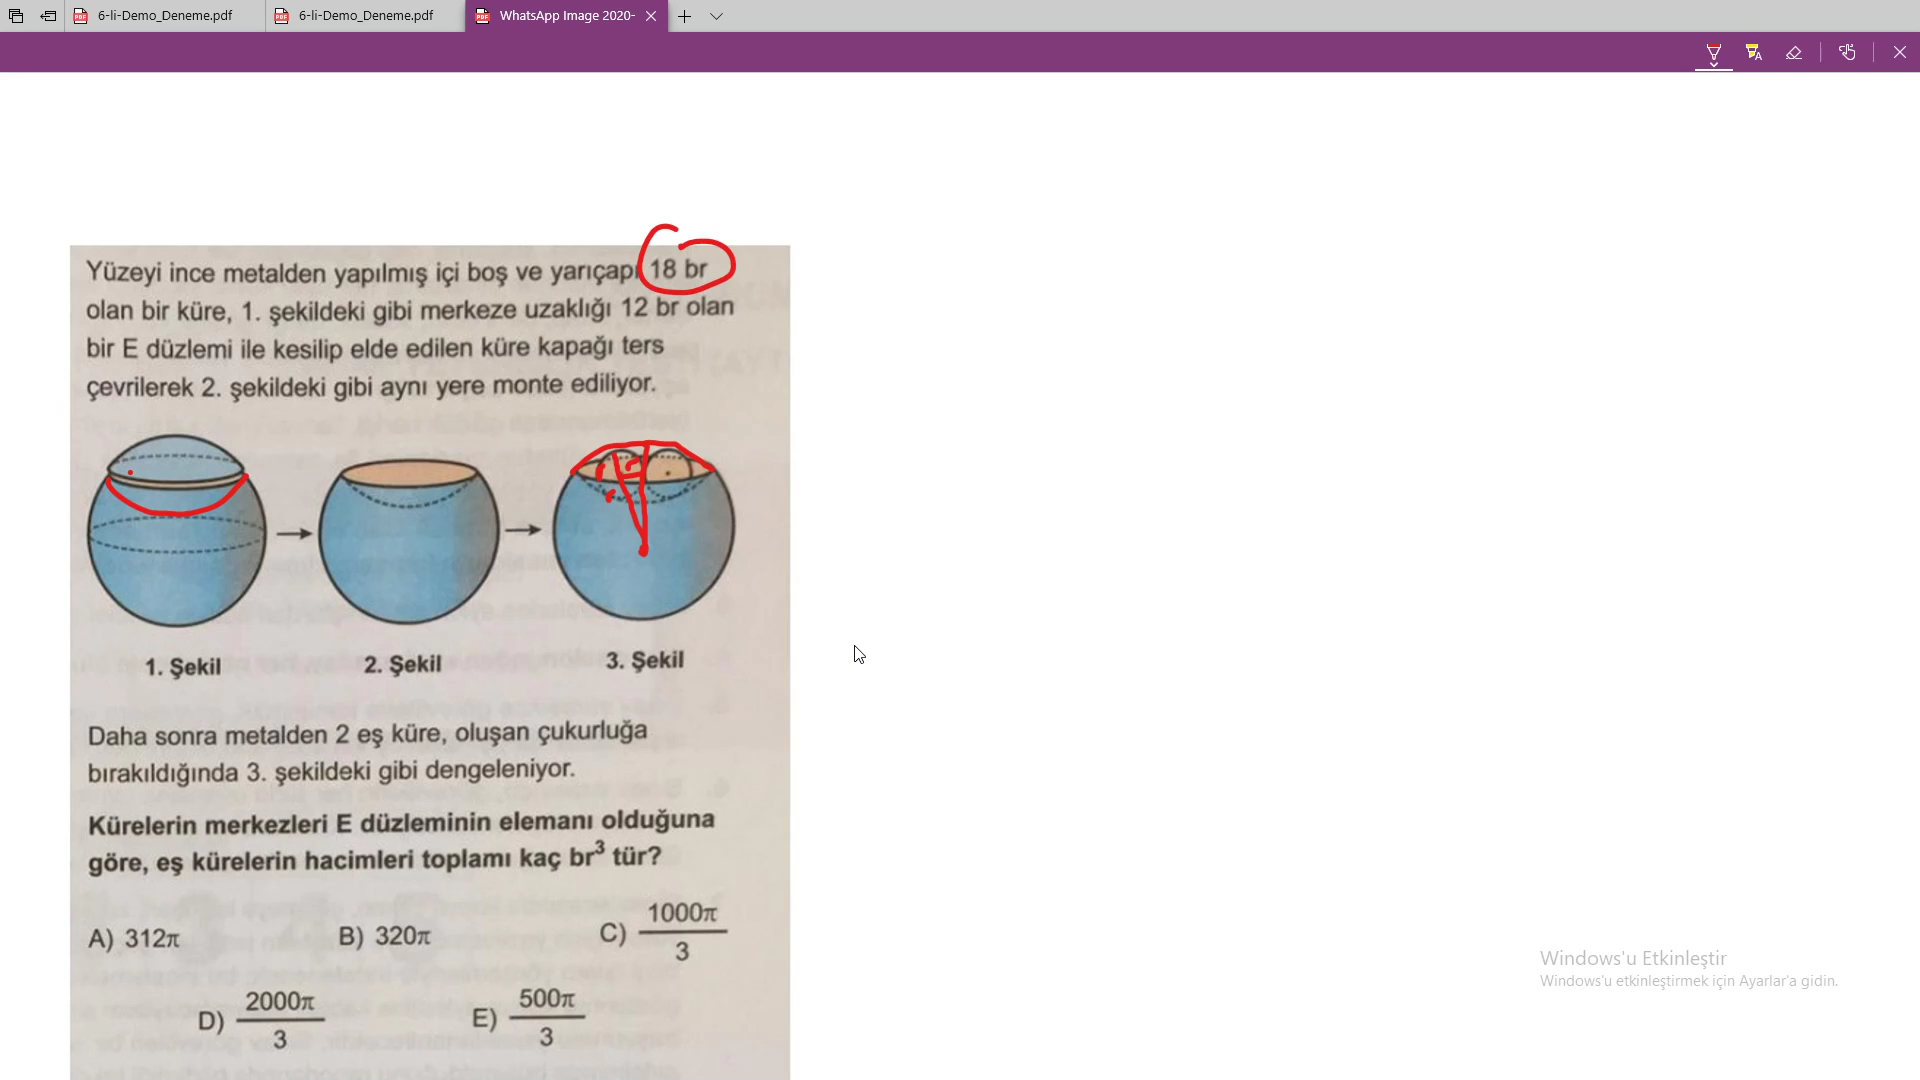 6-li-Demo_Deneme.pdf
6-li-Demo_Deneme.pdf
WhatsApp Image 2020-
Yüzeyi ince metalden yapılmış içi boş ve yarıçapı 18 br
olan bir küre, 1. şekildeki gibi merkeze uzaklığı 12 br olan
bir E düzlemi ile kesilip elde edilen küre kapağı ters
çevrilerek 2. şekildeki gibi aynı yere monte ediliyor.
1. Şekil
2. Şekil
3. Şekil
Daha sonra metalden 2 eş küre, oluşan çukurluğa
bırakıldığında 3. şekildeki gibi dengeleniyor.
Kürelerin merkezleri E düzleminin elemanı olduğuna
göre, eş kürelerin hacimleri toplamı kaç br³ tür?
A) 312π
B) 320π
C) 1000π/3
D) 2000π/3
E) 500π/3
Windows'u Etkinleştir
Windows'u etkinleştirmek için Ayarlar'a gidin.